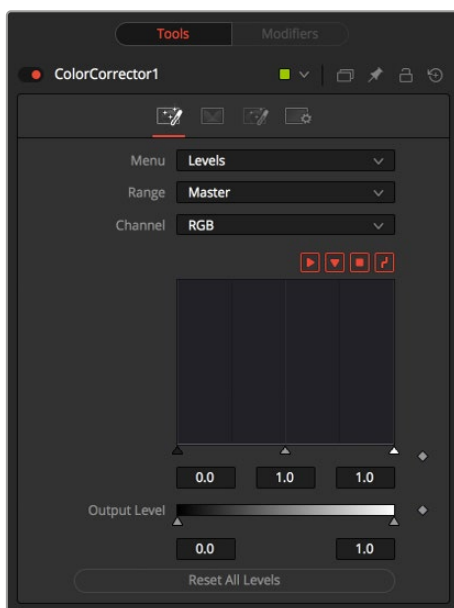 Tools Modifiers
ColorCorrector1
Menu Levels
Range Master
Channel RGB
0.0 1.0 1.0
Output Level
0.0 1.0
Reset All Levels